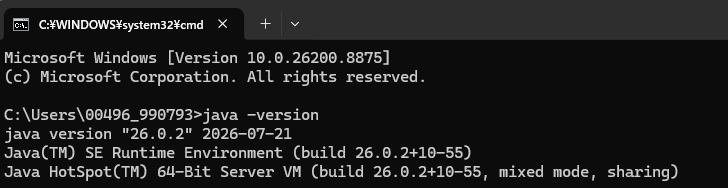 C:¥WINDOWS¥system32¥cmd
Microsoft Windows [Version 10.0.26200.8875]
(c) Microsoft Corporation. All rights reserved.
C:\Users\00496_990793>java -version
java version "26.0.2" 2026-07-21
Java(TM) SE Runtime Environment (build 26.0.2+10-55)
Java HotSpot(TM) 64-Bit Server VM (build 26.0.2+10-55, mixed mode, sharing)